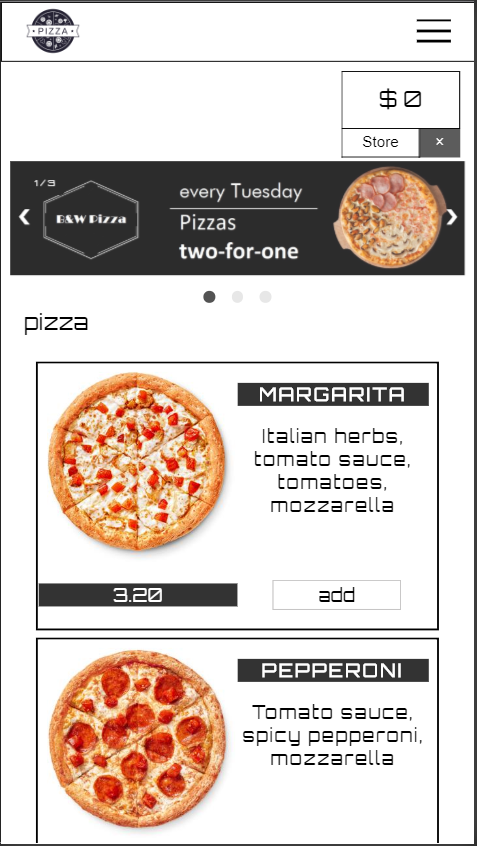 PIZZA
$ 0
Store ×
1/3
B&W Pizza
every Tuesday
Pizzas
two-for-one
pizza
MARGARITA
Italian herbs,
tomato sauce,
tomatoes,
mozzarella
3.20
add
PEPPERONI
Tomato sauce,
spicy pepperoni,
mozzarella